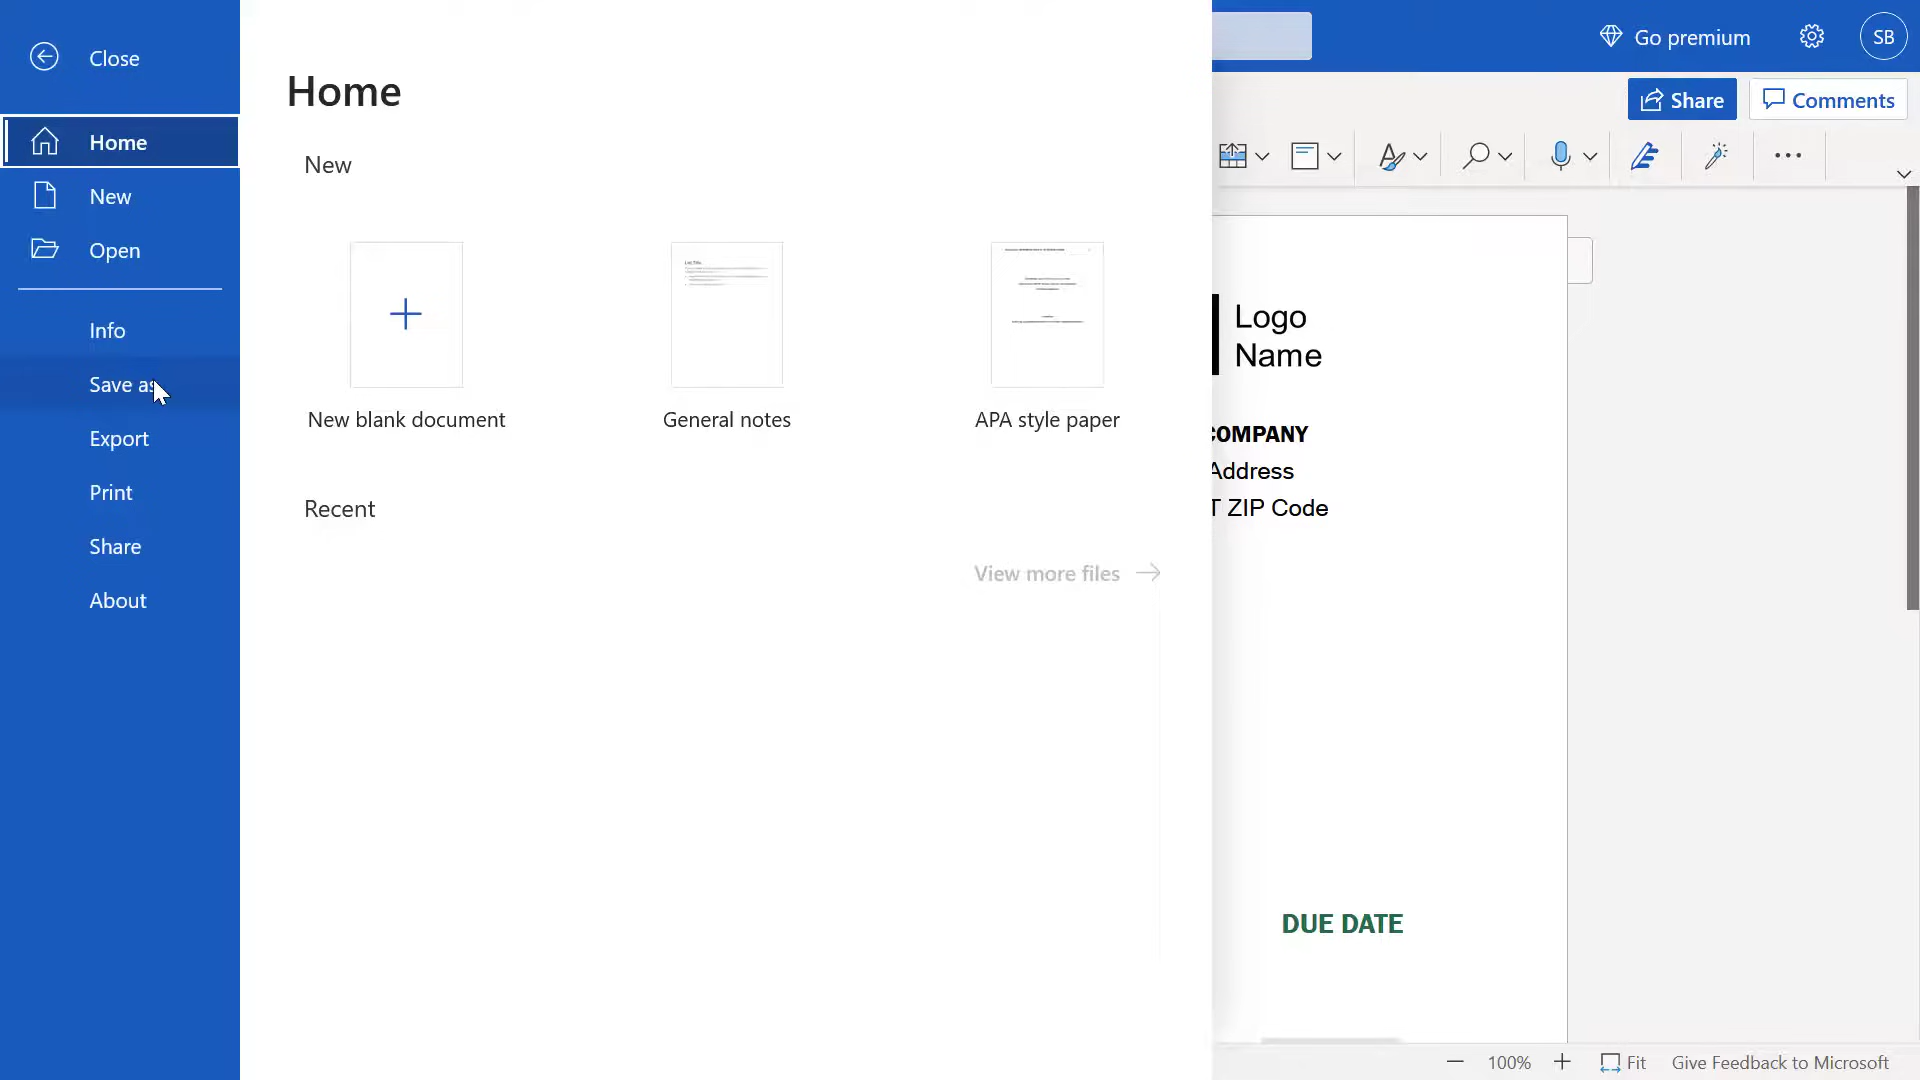 Close
Home
New
Open
Info
Save as
Export
Print
Share
About
Home
New
New blank document
General notes
APA style paper
Recent
View more files
Go premium
SB
Share
Comments
Logo
Name
COMPANY
Address
T ZIP Code
DUE DATE
100%
Fit
Give Feedback to Microsoft